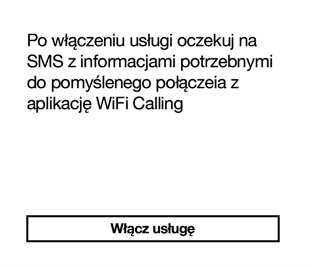 Po włączeniu usługi oczekuj na
SMS z informacjami potrzebnymi
do pomyślenego połączeia z
aplikację WiFi Calling
Włącz usługę